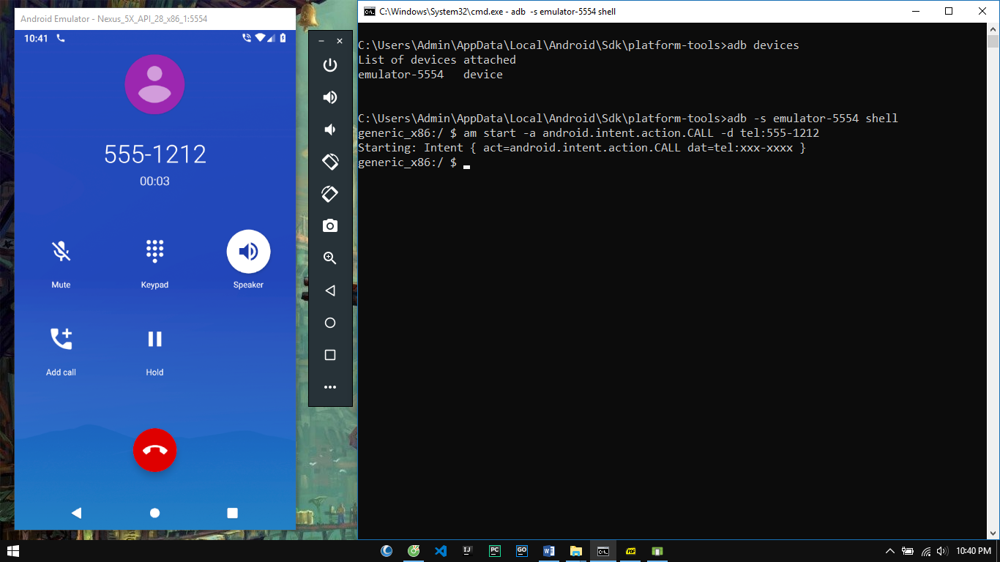 Android Emulator - Nexus_5X_API_28_x86_1:5554
10:41
555-1212
00:03
Mute
Keypad
Speaker
Add call
Hold
C:\Windows\System32\cmd.exe - adb  -s emulator-5554 shell
C:\Users\Admin\AppData\Local\Android\Sdk\platform-tools>adb devices
List of devices attached
emulator-5554   device
C:\Users\Admin\AppData\Local\Android\Sdk\platform-tools>adb -s emulator-5554 shell
generic_x86:/ $ am start -a android.intent.action.CALL -d tel:555-1212
Starting: Intent { act=android.intent.action.CALL dat=tel:xxx-xxxx }
generic_x86:/ $
IJ
PC
GO
W
C:\.
PDF
10:40 PM